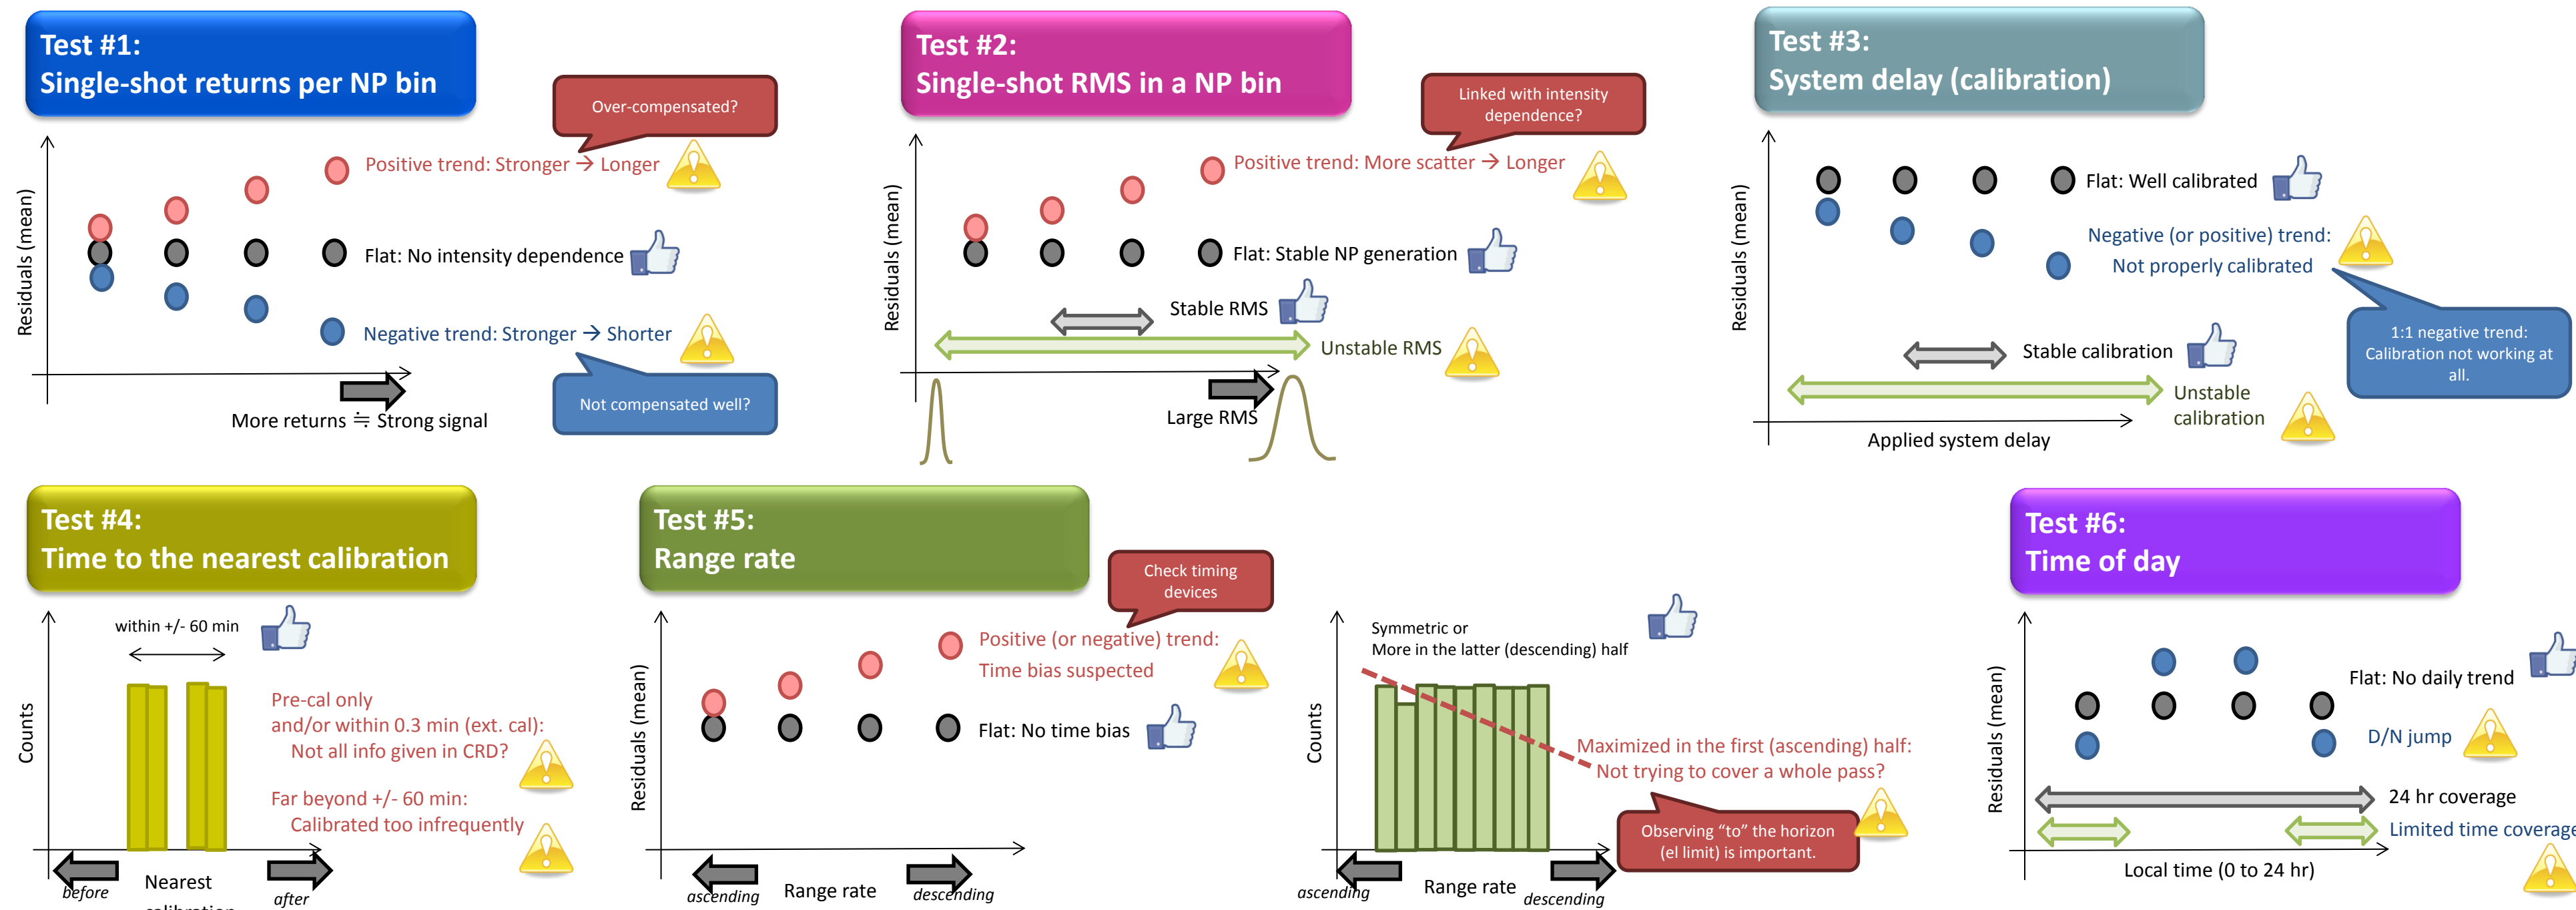 Test #1:
Single-shot returns per NP bin
Over-compensated?
Positive trend: Stronger → Longer
Residuals (mean)
Flat: No intensity dependence
Negative trend: Stronger → Shorter
Not compensated well?
More returns ≒ Strong signal
Test #2:
Single-shot RMS in a NP bin
Linked with intensity
dependence?
Positive trend: More scatter → Longer
Residuals (mean)
Flat: Stable NP generation
Stable RMS
Unstable RMS
Large RMS
Test #3:
System delay (calibration)
Residuals (mean)
Flat: Well calibrated
Negative (or positive) trend:
Not properly calibrated
1:1 negative trend:
Calibration not working at
all.
Stable calibration
Unstable
calibration
Applied system delay
Test #4:
Time to the nearest calibration
within +/- 60 min
Counts
Pre-cal only
and/or within 0.3 min (ext. cal):
Not all info given in CRD?
Far beyond +/- 60 min:
Calibrated too infrequently
before
Nearest
calibration
after
Test #5:
Range rate
Check timing
devices
Positive (or negative) trend:
Time bias suspected
Residuals (mean)
Flat: No time bias
ascending
Range rate
descending
Symmetric or
More in the latter (descending) half
Counts
Maximized in the first (ascending) half:
Not trying to cover a whole pass?
Observing “to” the horizon
(el limit) is important.
ascending
Range rate
descending
Test #6:
Time of day
Residuals (mean)
Flat: No daily trend
D/N jump
24 hr coverage
Limited time coverage
Local time (0 to 24 hr)